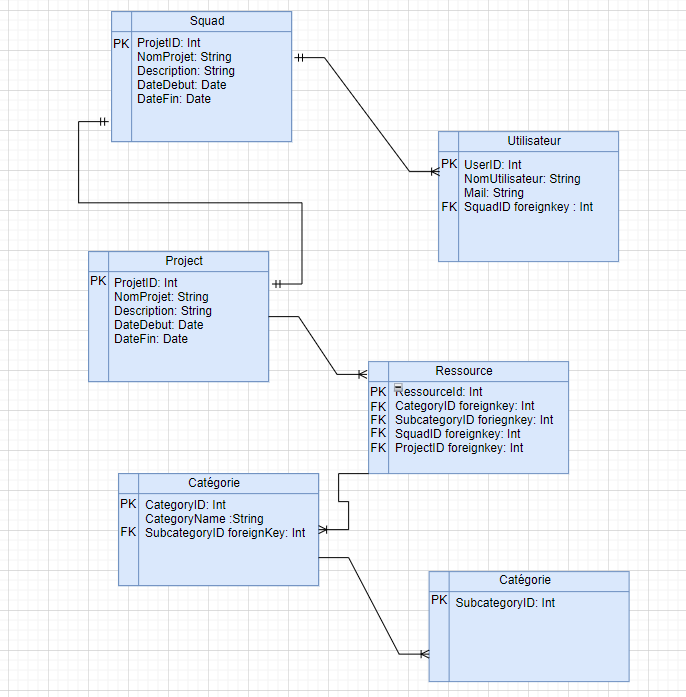 Squad
PK ProjetID: Int
NomProjet: String
Description: String
DateDebut: Date
DateFin: Date
Utilisateur
PK UserID: Int
NomUtilisateur: String
Mail: String
FK SquadID foreignkey : Int
Project
PK ProjetID: Int
NomProjet: String
Description: String
DateDebut: Date
DateFin: Date
Ressource
PK RessourceId: Int
FK CategoryID foreignkey: Int
FK SubcategoryID foriegnkey: Int
FK SquadID foreignkey: Int
FK ProjectID foreignkey: Int
Catégorie
PK CategoryID: Int
CategoryName :String
FK SubcategoryID foreignKey: Int
Catégorie
PK SubcategoryID: Int